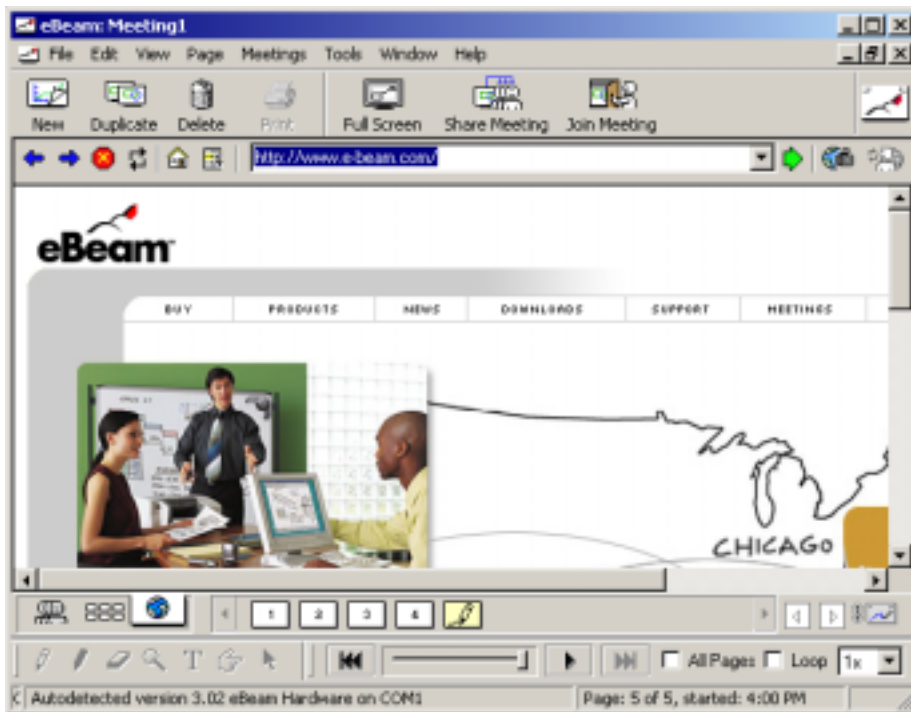 eBeam: Meeting1
File Edit View Page Meetings Tools Window Help
New Duplicate Delete Print Full Screen Share Meeting Join Meeting
http://www.e-beam.com/
eBeam
BUY PRODUCTS NEWS DOWNLOADS SUPPORT MEETINGS
CHICAGO
1 2 3 4
T All Pages Loop 1x
Autodetected version 3.02 eBeam Hardware on COM1 Page: 5 of 5, started: 4:00 PM